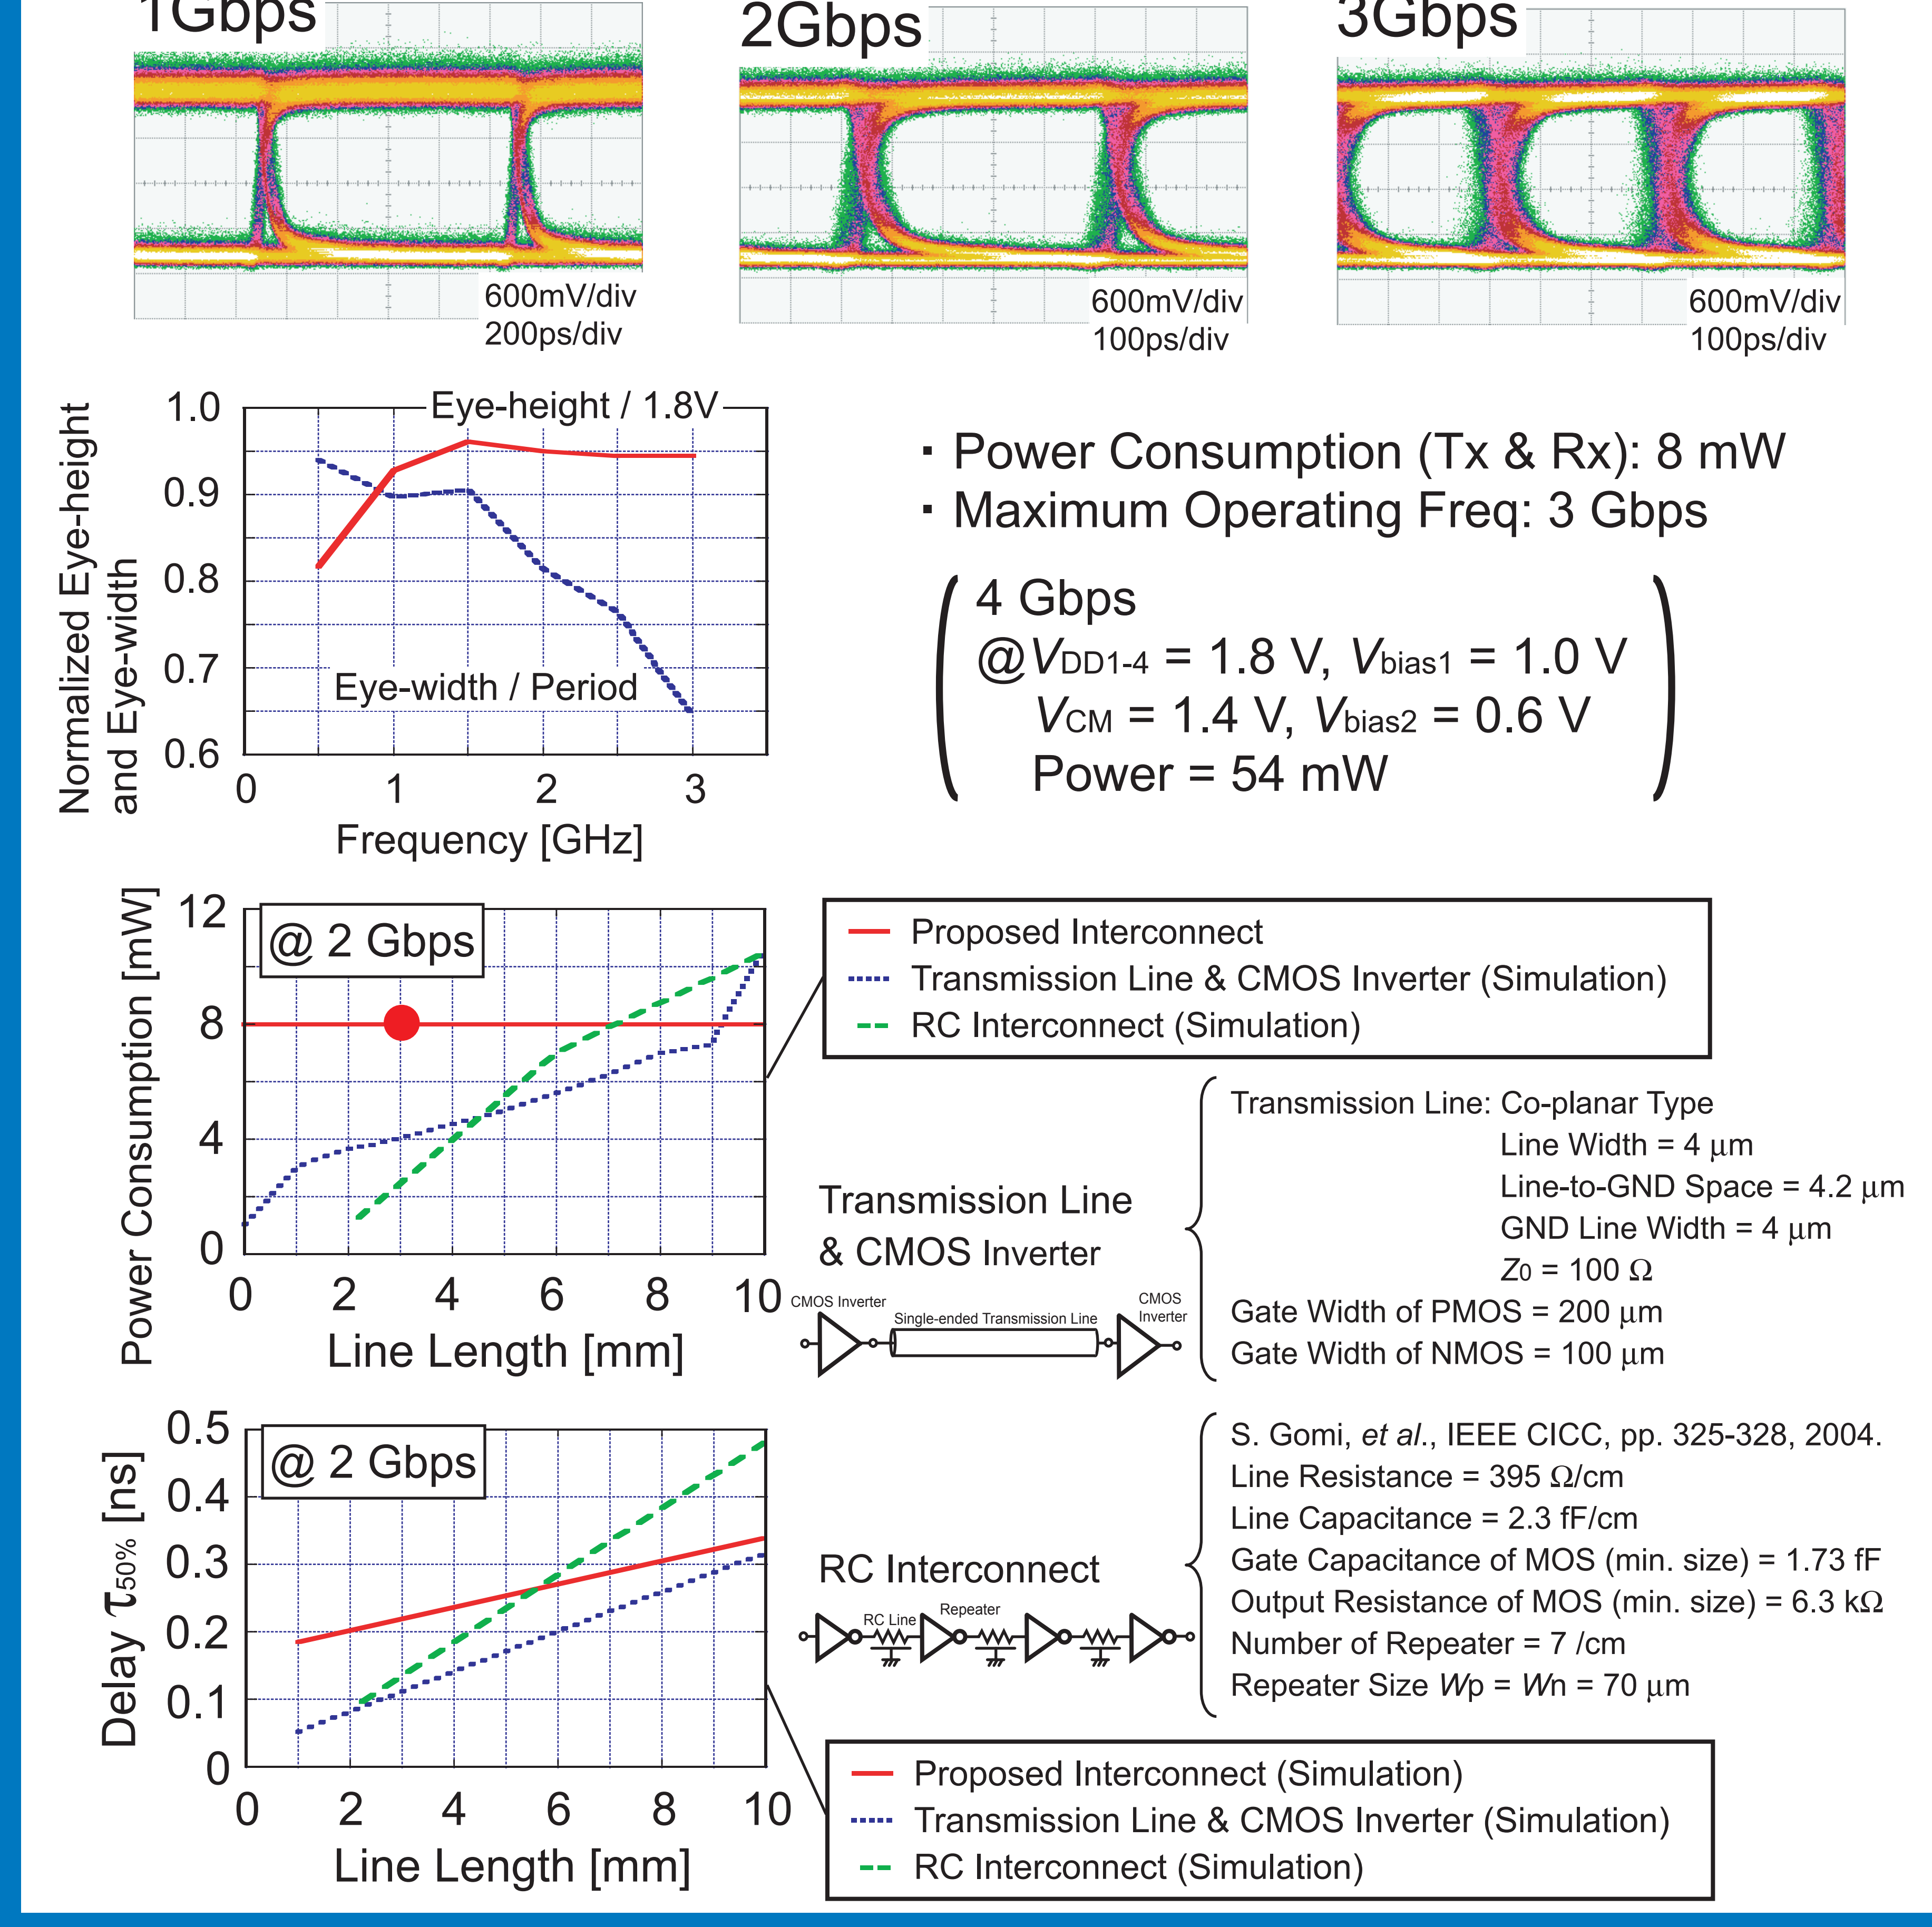 1Gbps
2Gbps
3Gbps
600mV/div
200ps/div
600mV/div
100ps/div
600mV/div
100ps/div
Normalized Eye-height
and Eye-width
1.0
0.9
0.8
0.7
0.6
Eye-height / 1.8V
Eye-width / Period
0 1 2 3
Frequency [GHz]
・Power Consumption (Tx & Rx): 8 mW
・Maximum Operating Freq: 3 Gbps
4 Gbps
@VDD1-4 = 1.8 V, Vbias1 = 1.0 V
VCM = 1.4 V, Vbias2 = 0.6 V
Power = 54 mW
Power Consumption [mW]
12
8
4
0
@ 2 Gbps
0 2 4 6 8 10
Line Length [mm]
Proposed Interconnect
Transmission Line & CMOS Inverter (Simulation)
RC Interconnect (Simulation)
Transmission Line
& CMOS Inverter
CMOS Inverter
Single-ended Transmission Line
CMOS
Inverter
Transmission Line: Co-planar Type
Line Width = 4 μm
Line-to-GND Space = 4.2 μm
GND Line Width = 4 μm
Z0 = 100 Ω
Gate Width of PMOS = 200 μm
Gate Width of NMOS = 100 μm
Delay τ50% [ns]
0.5
0.4
0.3
0.2
0.1
0
@ 2 Gbps
0 2 4 6 8 10
Line Length [mm]
RC Interconnect
RC Line
Repeater
S. Gomi, et al., IEEE CICC, pp. 325-328, 2004.
Line Resistance = 395 Ω/cm
Line Capacitance = 2.3 fF/cm
Gate Capacitance of MOS (min. size) = 1.73 fF
Output Resistance of MOS (min. size) = 6.3 kΩ
Number of Repeater = 7 /cm
Repeater Size Wp = Wn = 70 μm
Proposed Interconnect (Simulation)
Transmission Line & CMOS Inverter (Simulation)
RC Interconnect (Simulation)